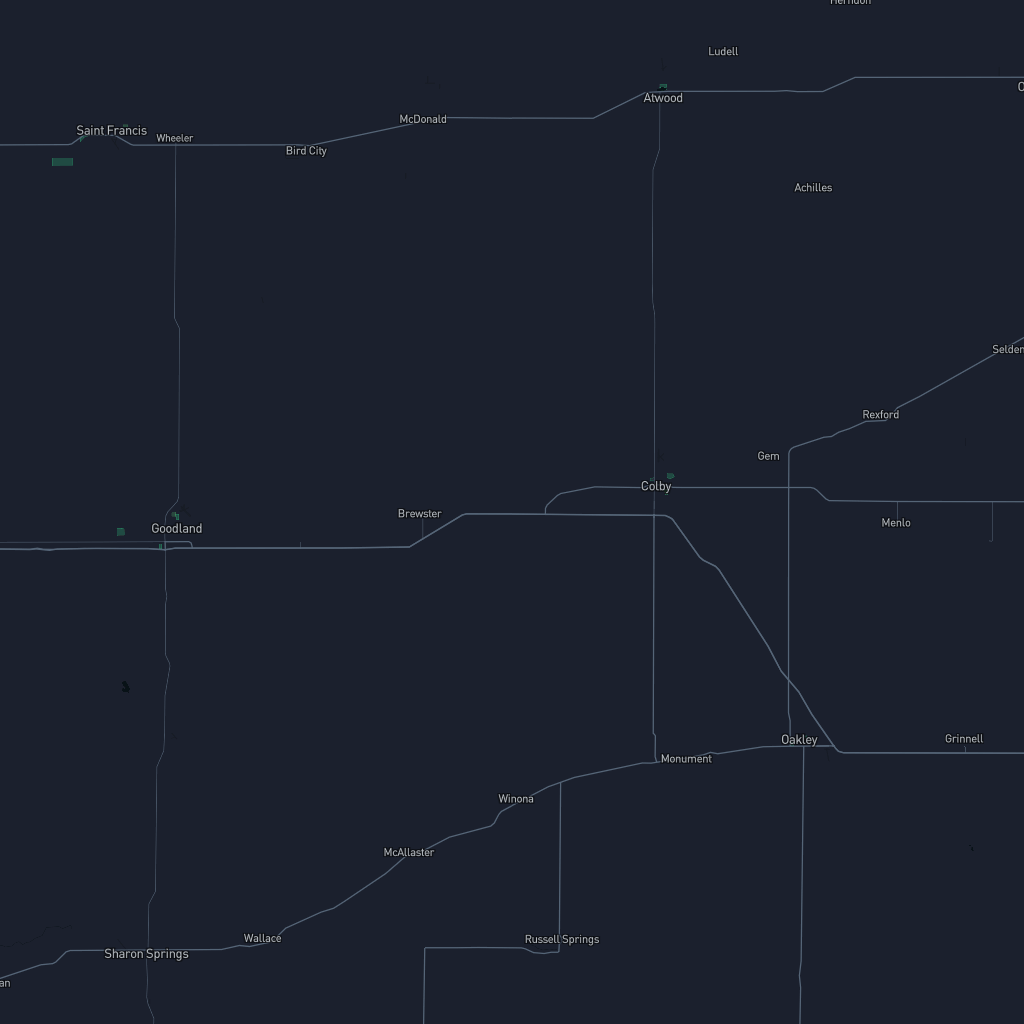 Herndon
Ludell
Atwood
McDonald
Saint Francis
Wheeler
Bird City
Achilles
Selden
Rexford
Gem
Colby
Brewster
Menlo
Goodland
Oakley
Grinnell
Monument
Winona
McAllaster
Wallace
Russell Springs
Sharon Springs
an